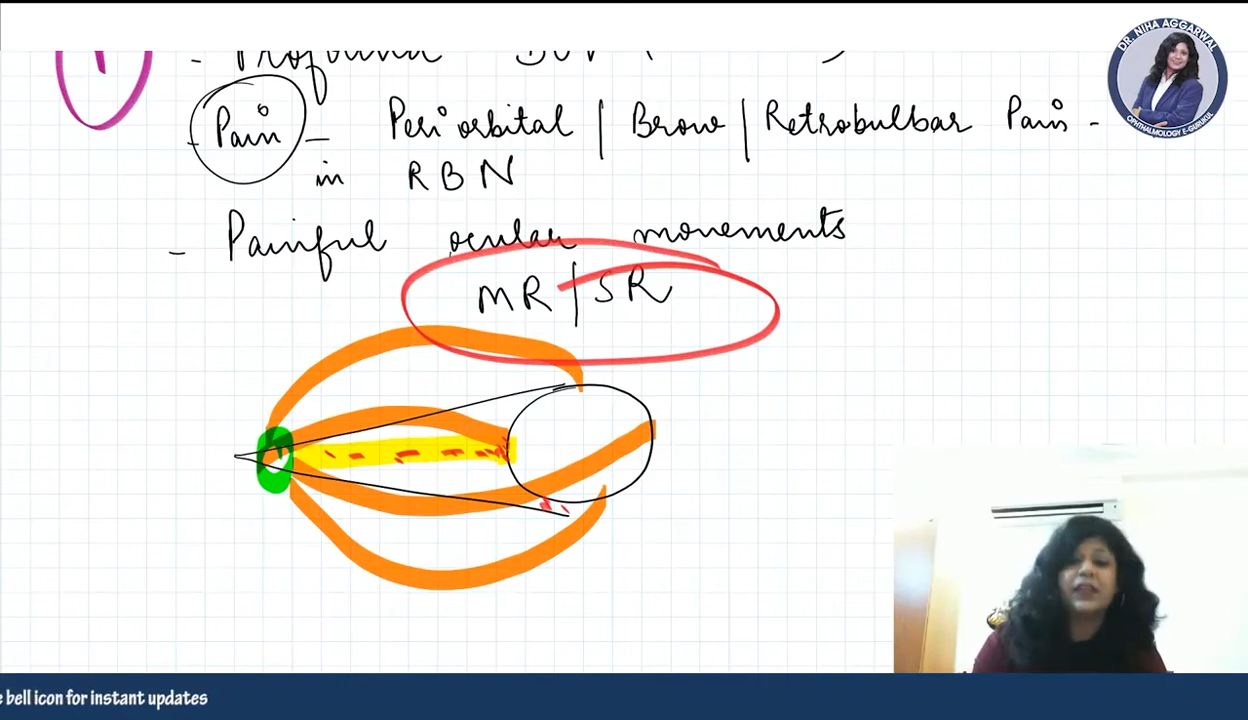 - Profound
- Pain - Peri orbital | Brow | Retrobulbar Pain -
in RBN
- Painful ocular movements
MR | SR
DR. NIHA AGGARWAL
OPHTHALMOLOGY E-GURUKUL
e bell icon for instant updates